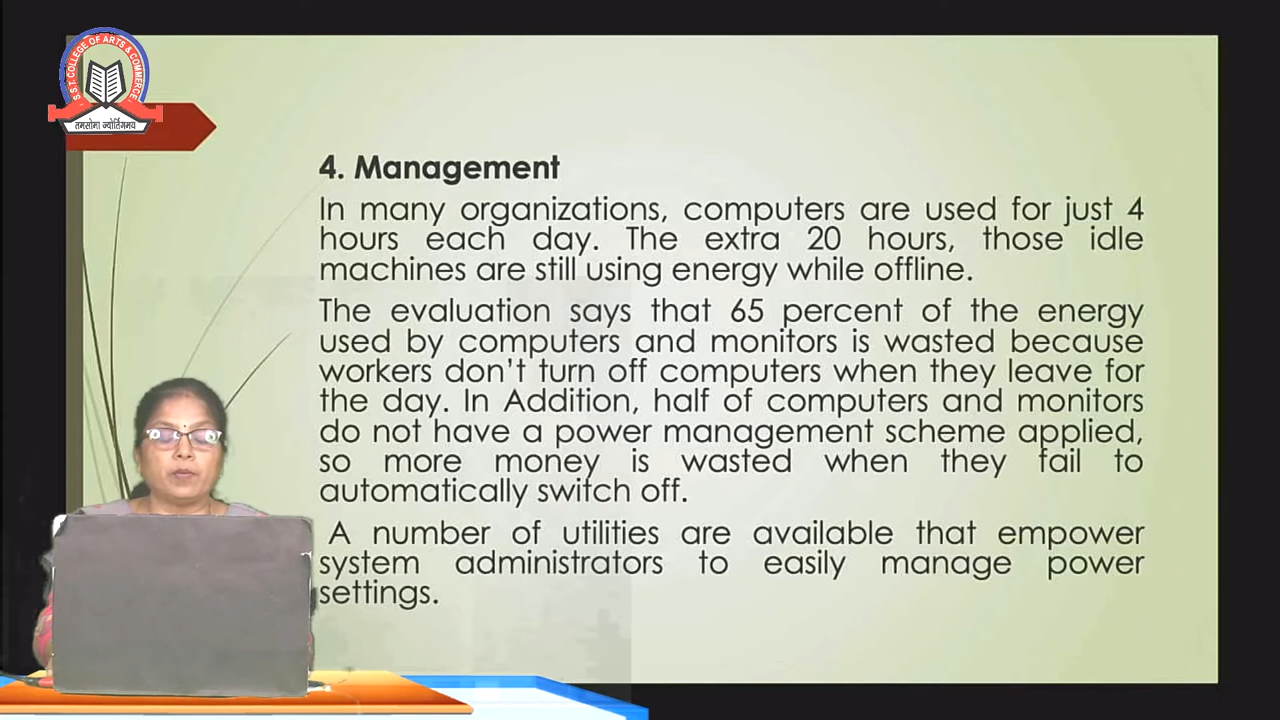 S.S.T. COLLEGE OF ARTS & COMMERCE
तमसोमा ज्योर्तिगमय
4. Management
In many organizations, computers are used for just 4
hours each day. The extra 20 hours, those idle
machines are still using energy while offline.
The evaluation says that 65 percent of the energy
used by computers and monitors is wasted because
workers don't turn off computers when they leave for
the day. In Addition, half of computers and monitors
do not have a power management scheme applied,
so more money is wasted when they fail to
automatically switch off.
A number of utilities are available that empower
system administrators to easily manage power
settings.